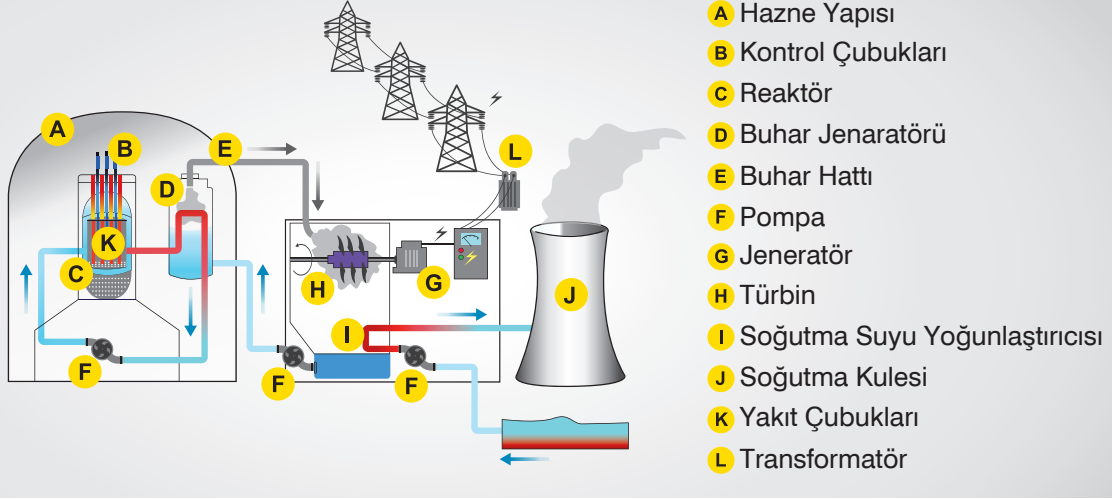 A Hazne Yapısı
B Kontrol Çubukları
C Reaktör
D Buhar Jenaratörü
E Buhar Hattı
F Pompa
G Jeneratör
H Türbin
I Soğutma Suyu Yoğunlaştırıcısı
J Soğutma Kulesi
K Yakıt Çubukları
L Transformatör
A
B
E
L
D
K
C
H
G
J
I
F
F
F